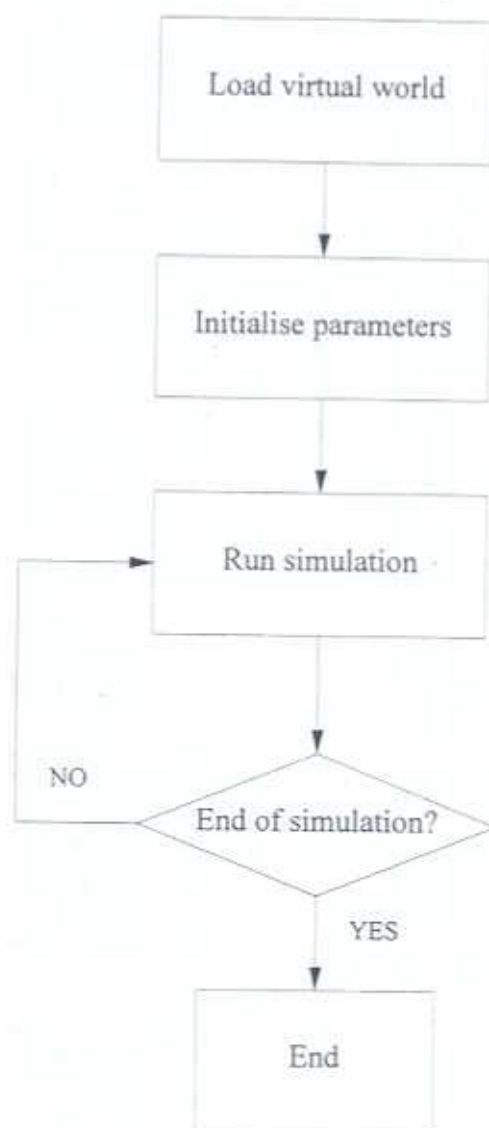 Load virtual world
Initialise parameters
Run simulation
NO
End of simulation?
YES
End